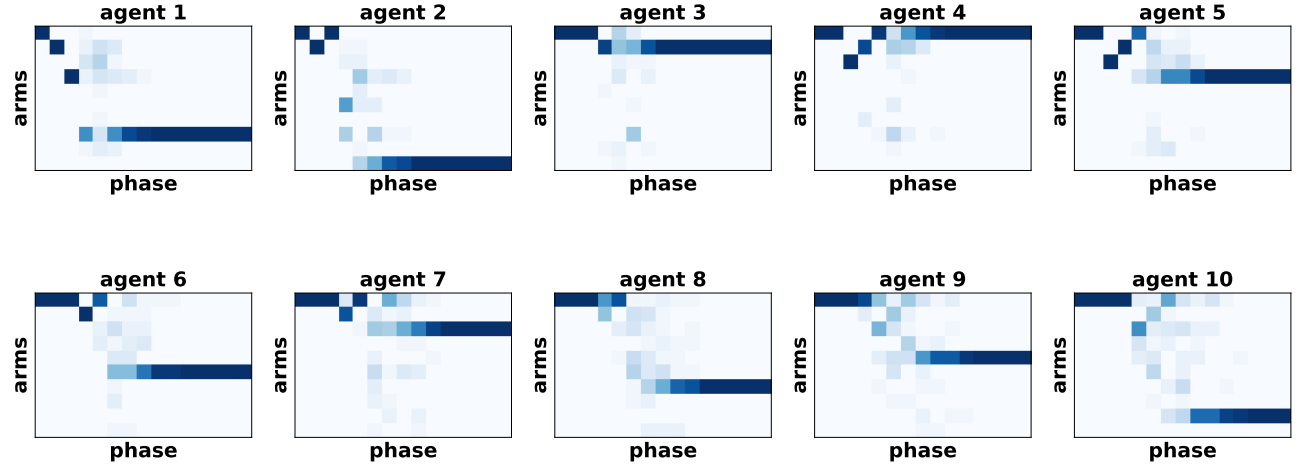 agent 1
agent 2
agent 3
agent 4
agent 5
arms
arms
arms
arms
arms
phase
phase
phase
phase
phase
agent 6
agent 7
agent 8
agent 9
agent 10
arms
arms
arms
arms
arms
phase
phase
phase
phase
phase